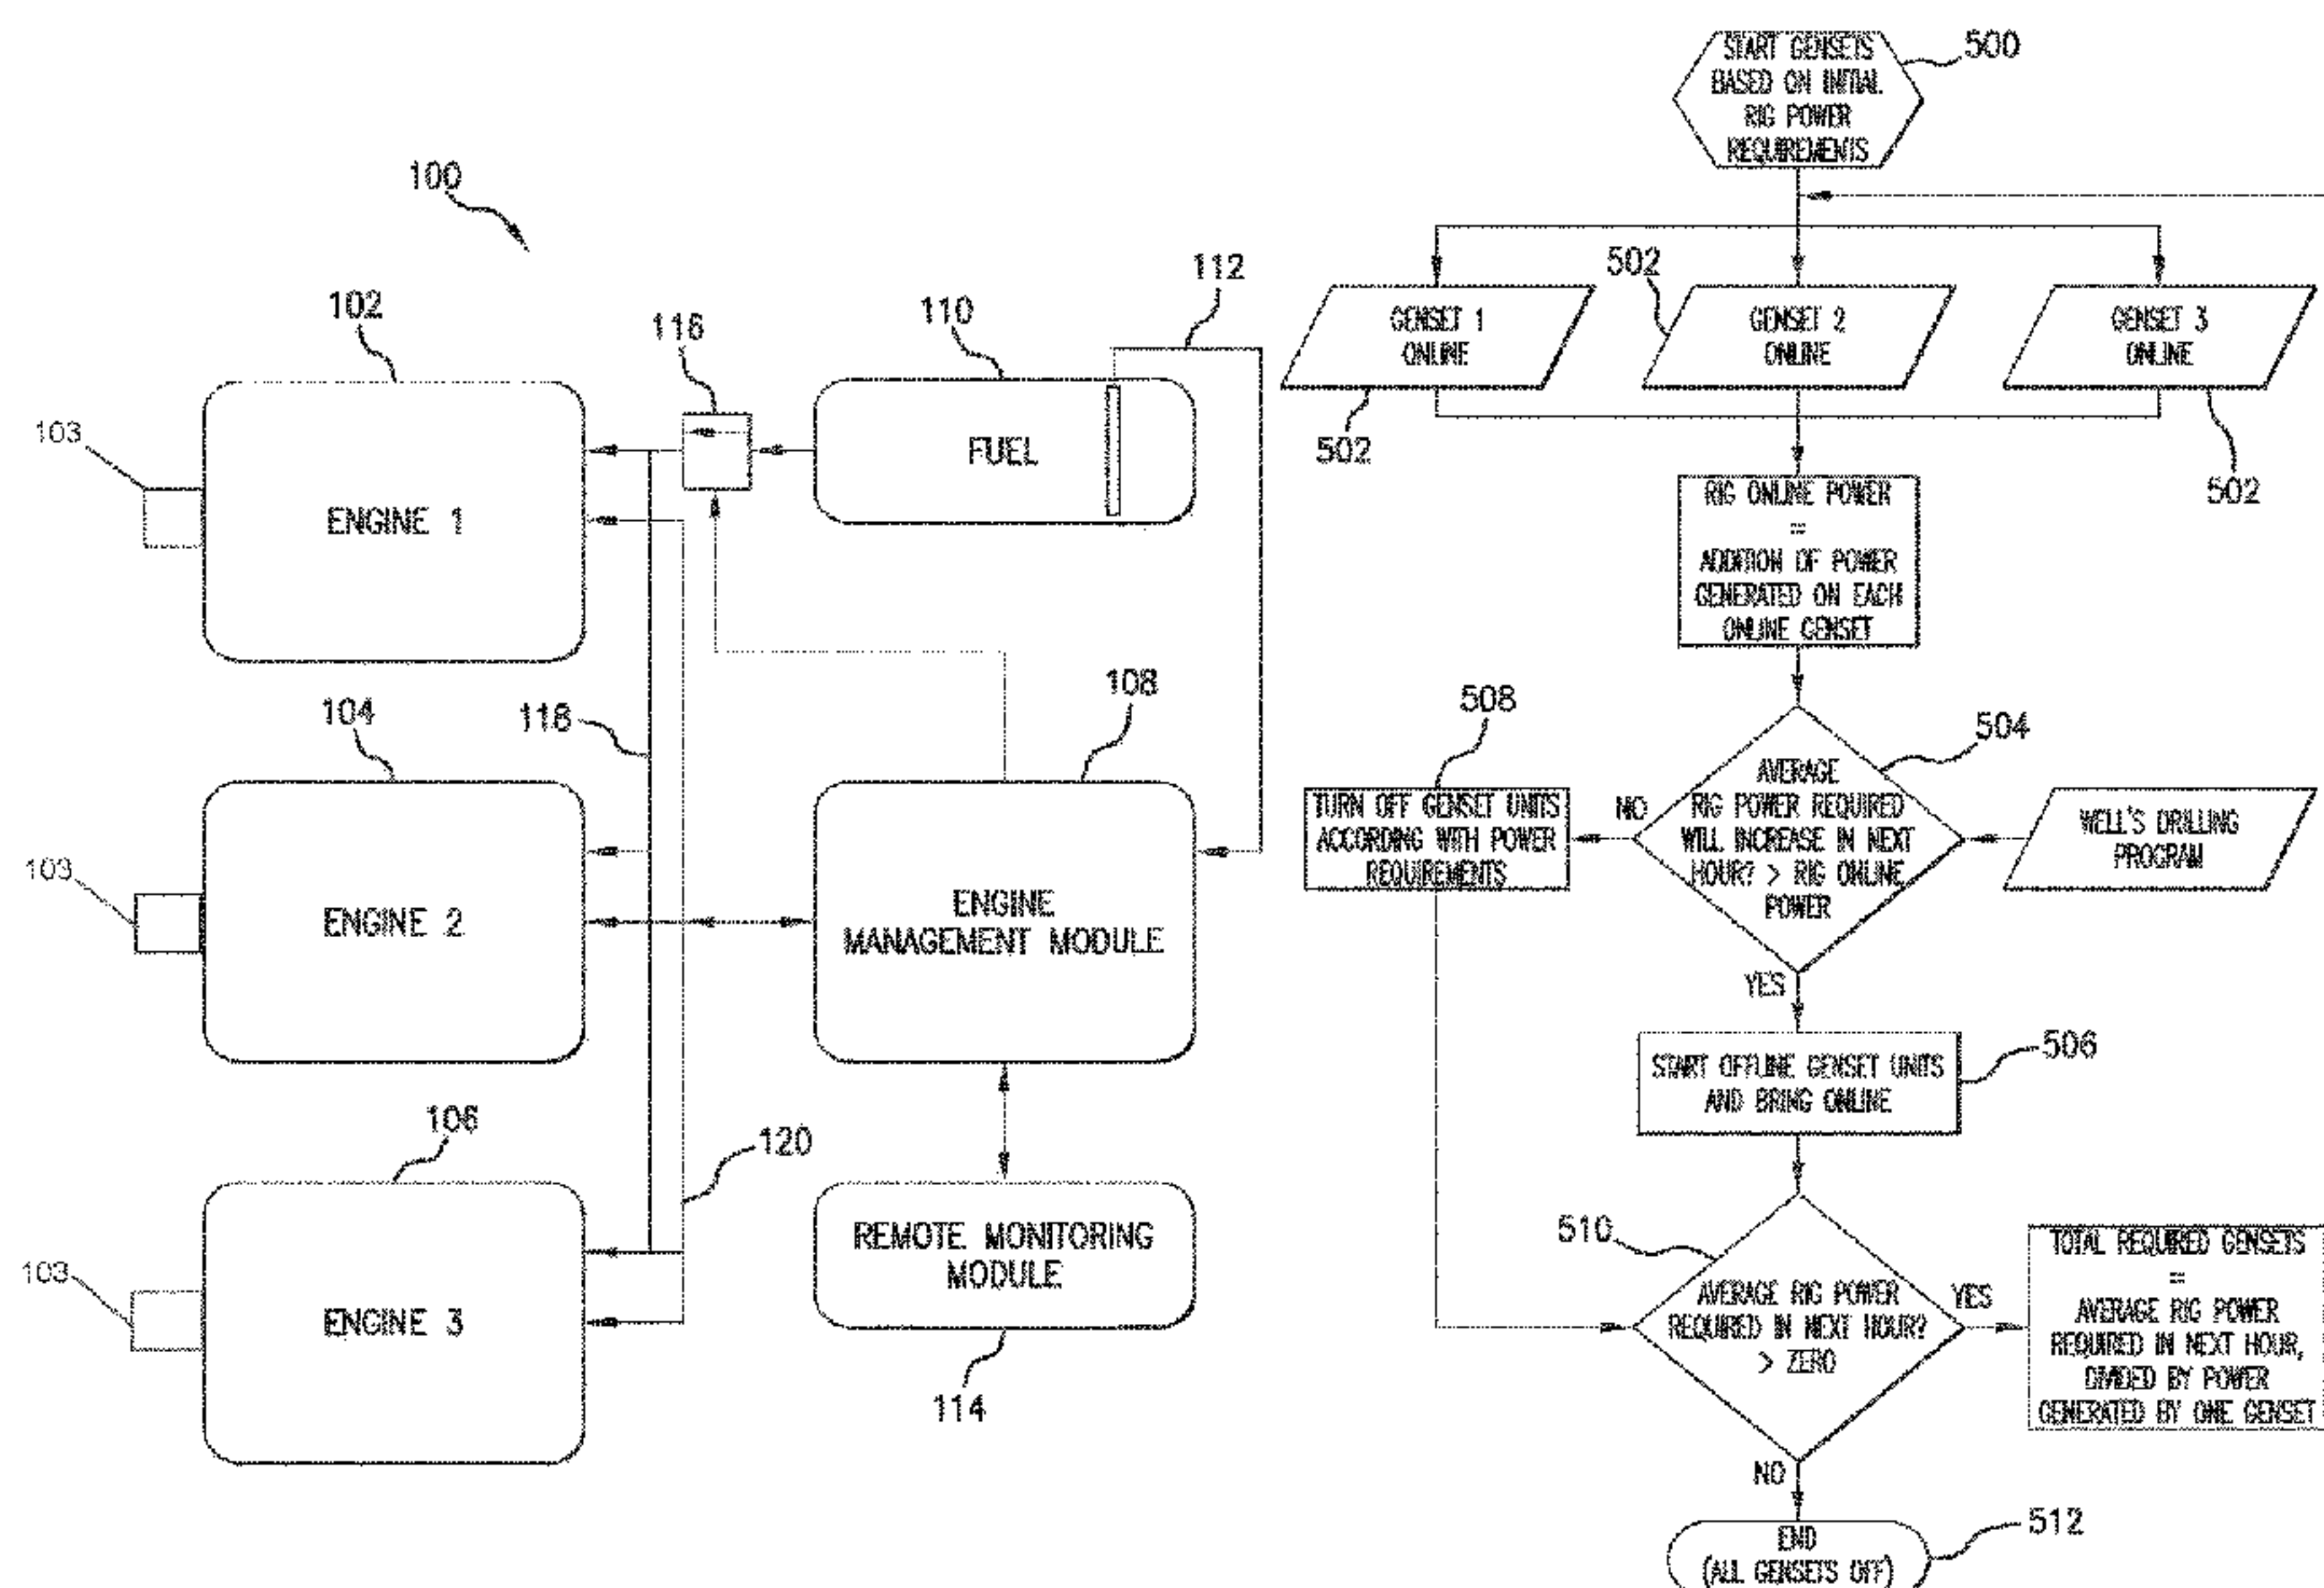 100
102
103
ENGINE 1
116
110
FUEL
112
104
103
ENGINE 2
118
108
ENGINE
MANAGEMENT MODULE
106
103
ENGINE 3
120
REMOTE MONITORING
MODULE
114
START GENSETS
BASED ON INITIAL
RIG POWER
REQUIREMENTS
500
502
GENSET 1
ONLINE
GENSET 2
ONLINE
GENSET 3
ONLINE
502
502
RIG ONLINE POWER
=
ADDITION OF POWER
GENERATED ON EACH
ONLINE GENSET
508
504
TURN OFF GENSET UNITS
ACCORDING WITH POWER
REQUIREMENTS
NO
AVERAGE
RIG POWER REQUIRED
WILL INCREASE IN NEXT
HOUR? > RIG ONLINE
POWER
WELL'S DRILLING
PROGRAM
YES
START OFFLINE GENSET UNITS
AND BRING ONLINE
506
510
AVERAGE RIG POWER
REQUIRED IN NEXT HOUR?
> ZERO
YES
TOTAL REQUIRED GENSETS
=
AVERAGE RIG POWER
REQUIRED IN NEXT HOUR,
DIVIDED BY POWER
GENERATED BY ONE GENSET
NO
END
(ALL GENSETS OFF)
512